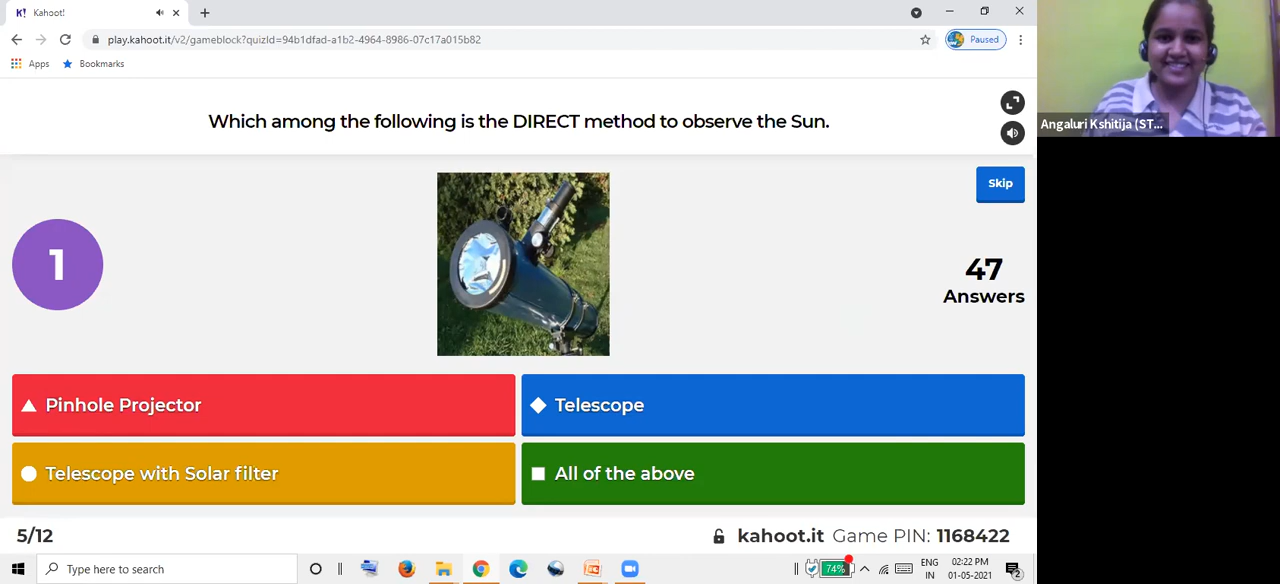 K! Kahoot!
play.kahoot.it/v2/gameblock?quizId=94b1dfad-a1b2-4964-8986-07c17a015b82
Paused
Apps
Bookmarks
Which among the following is the DIRECT method to observe the Sun.
Angaluri Kshitija (ST...
Skip
1
47
Answers
Pinhole Projector
Telescope
Telescope with Solar filter
All of the above
5/12
kahoot.it Game PIN: 1168422
Type here to search
74%
ENG
IN
02:22 PM
01-05-2021
2